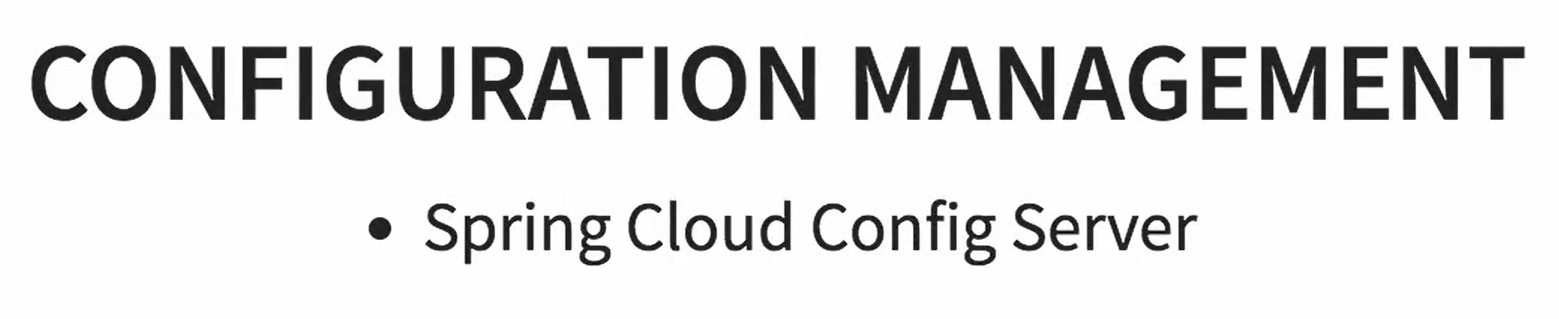 CONFIGURATION MANAGEMENT
• Spring Cloud Config Server